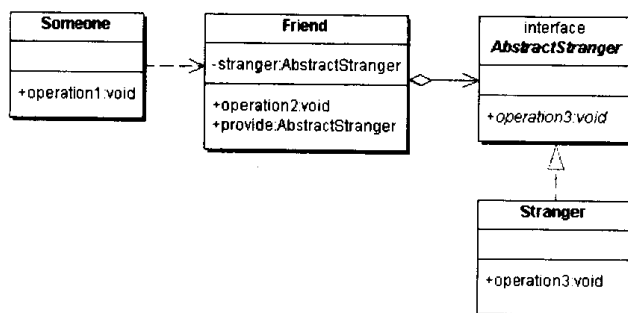 Someone
+operation1:void
Friend
-stranger:AbstractStranger
+operation2:void
+provide:AbstractStranger
interface
AbstractStranger
+operation3:void
Stranger
+operation3:void